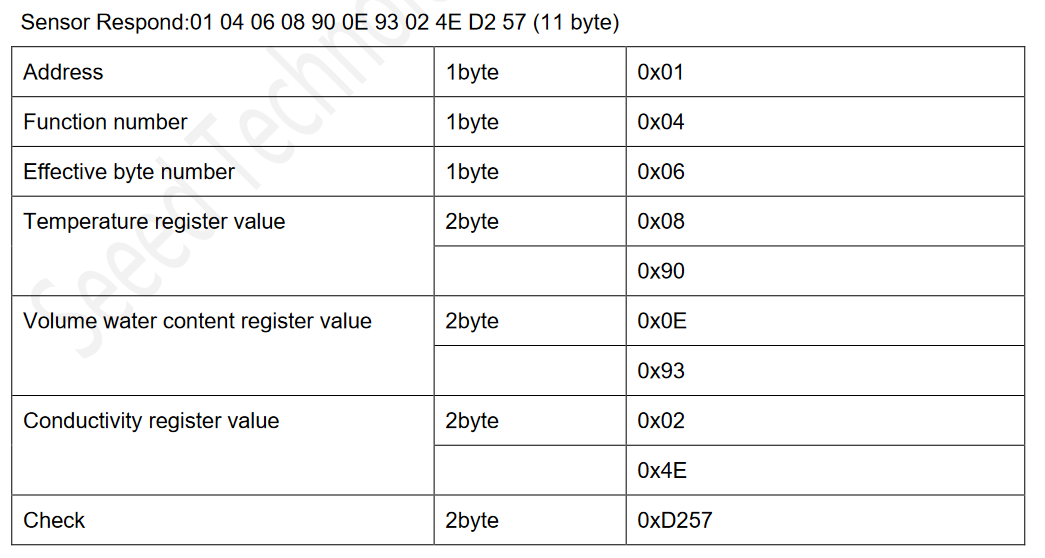 Sensor Respond:01 04 06 08 90 0E 93 02 4E D2 57 (11 byte)
Address 1byte 0x01
Function number 1byte 0x04
Effective byte number 1byte 0x06
Temperature register value 2byte 0x08
0x90
Volume water content register value 2byte 0x0E
0x93
Conductivity register value 2byte 0x02
0x4E
Check 2byte 0xD257
Seeed Techno